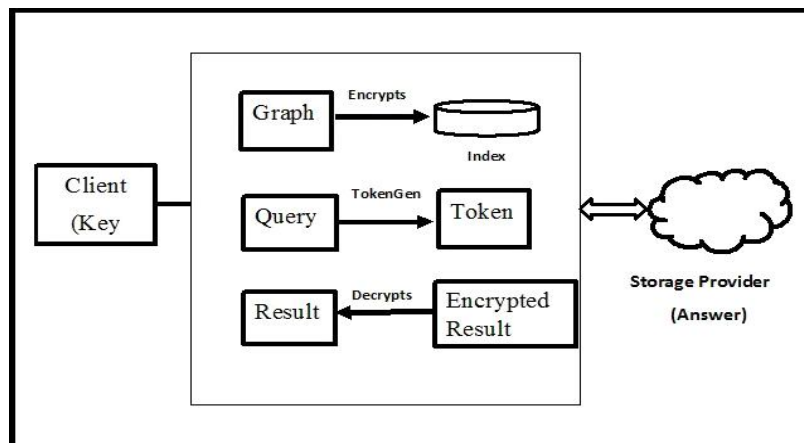 Client
(Key
Graph
Encrypts
Index
Query
TokenGen
Token
Result
Decrypts
Encrypted
Result
Storage Provider
(Answer)